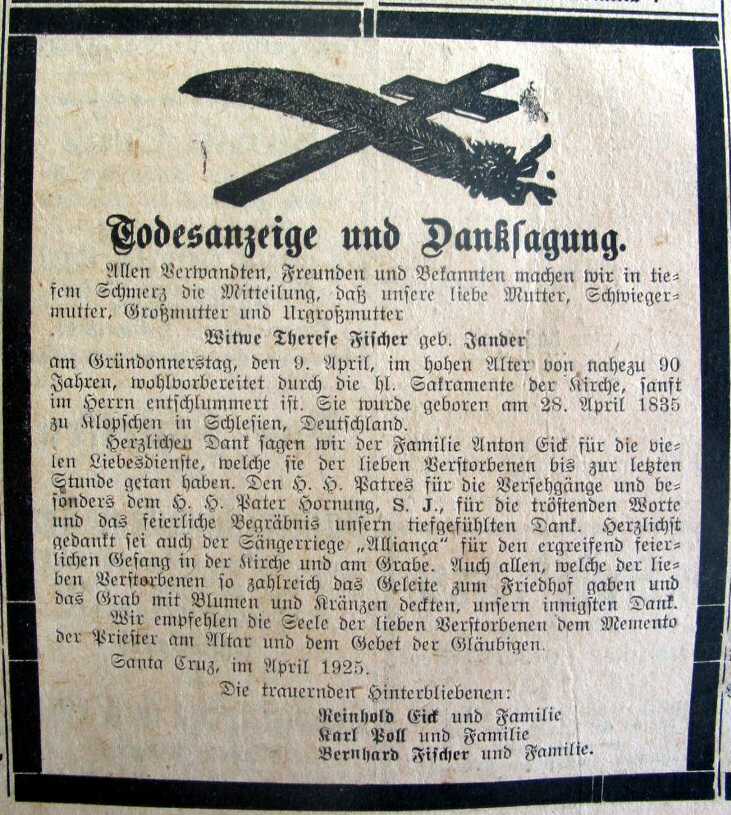 Todesanzeige und Danksagung.
Allen Verwandten, Freunden und Bekannten machen wir in tie-
fem Schmerz die Mitteilung, daß unsere liebe Mutter, Schwieger-
mutter, Großmutter und Urgroßmutter
Witwe Therese Fischer geb. Jander
am Gründonnerstag, den 9. April, im hohen Alter von nahezu 90
Jahren, wohlvorbereitet durch die hl. Sakramente der Kirche, sanft
im Herrn entschlummert ist. Sie wurde geboren am 28. April 1835
zu Klopschen in Schlesien, Deutschland.
Herzlichen Dank sagen wir der Familie Anton Eick für die vie-
len Liebesdienste, welche sie der lieben Verstorbenen bis zur letzten
Stunde getan haben. Den H. H. Patres für die Versehgänge und be-
sonders dem H. H. Pater Hornung, S. J., für die tröstenden Worte
und das feierliche Begräbnis unsern tiefgefühlten Dank. Herzlichst
gedankt sei auch der Sängerriege „Alliança“ für den ergreifend feier-
lichen Gesang in der Kirche und am Grabe. Auch allen, welche der lie-
ben Verstorbenen so zahlreich das Geleite zum Friedhof gaben und
das Grab mit Blumen und Kränzen deckten, unsern innigsten Dank.
Wir empfehlen die Seele der lieben Verstorbenen dem Memento
der Priester am Altar und dem Gebet der Gläubigen.
Santa Cruz, im April 1925.
Die trauernden Hinterbliebenen:
Reinhold Eick und Familie
Karl Poll und Familie
Bernhard Fischer und Familie.